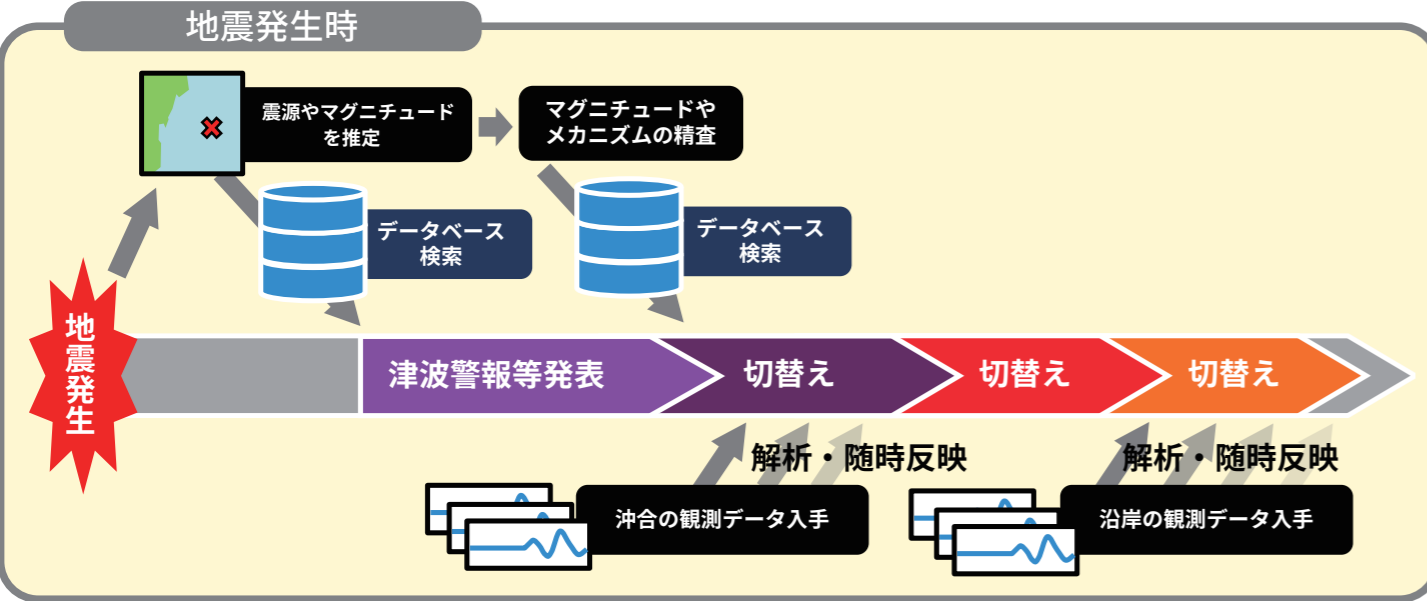 地震発生時
震源やマグニチュード
を推定
マグニチュードや
メカニズムの精査
データベース
検索
データベース
検索
地震発生
津波警報等発表
切替え
切替え
切替え
解析・随時反映
解析・随時反映
沖合の観測データ入手
沿岸の観測データ入手